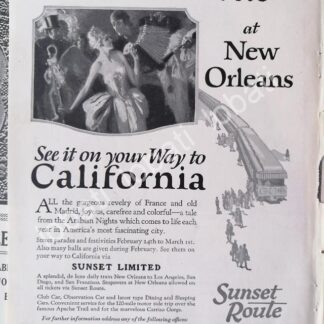 at
New
Orleans
See it on your Way to
California
ALL the gorgeous revelry of France and old
Madrid, joyous, carefree and colorful—a tale
from the Arabian Nights which comes to life each
year in America's most fascinating city.
Street parades and festivities February 24th to March 1st.
Also many balls are given during February. See them on
your way to California via
SUNSET LIMITED
A splendid, de luxe daily train New Orleans to Los Angeles, San
Diego, and San Francisco. Stopovers at New Orleans allowed on
all tickets via Sunset Route.
Club Car, Observation Car and latest type Dining and Sleeping
Cars. Convenient service for the 120-mile motor side trip over the
famous Apache Trail and for the marvelous Carriso Gorge.
For further information address any of the following offices:
Sunset
Route